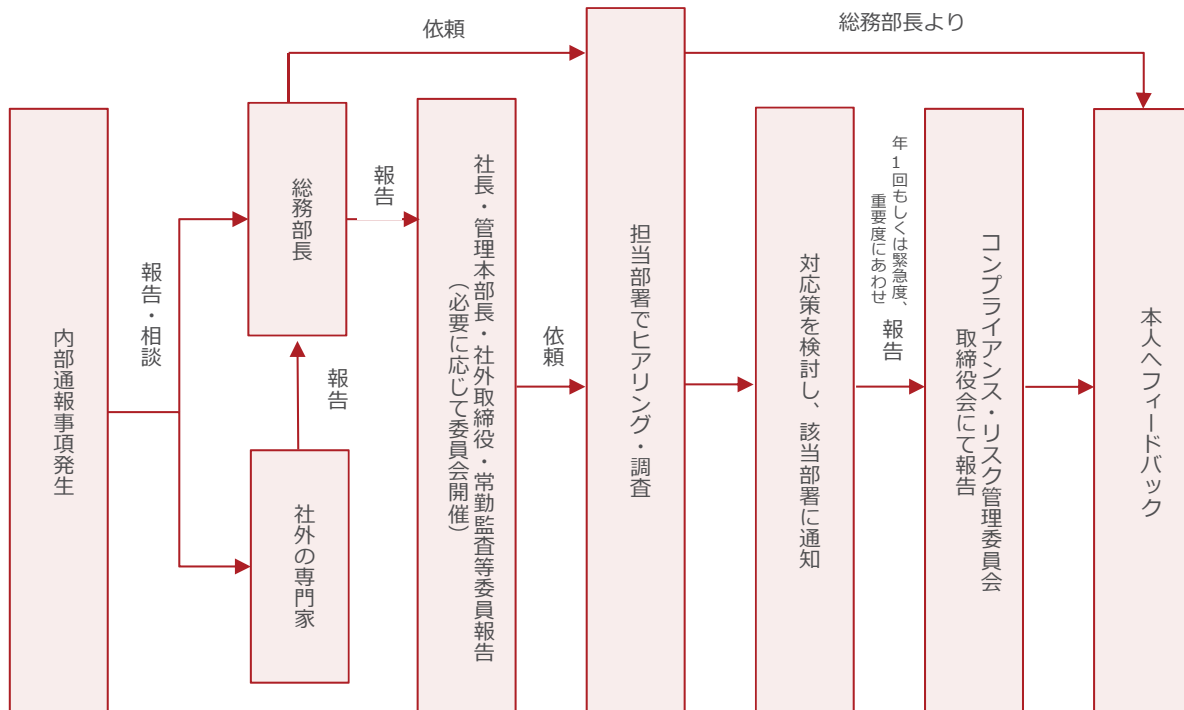 内部通報事項発生
報告・相談
総務部長
報告
社外の専門家
依頼
報告
社長・管理本部長・社外取締役・常勤監査等委員報告
（必要に応じて委員会開催）
依頼
担当部署でヒアリング・調査
総務部長より
対応策を検討し、該当部署に通知
年1回もしくは緊急度、
重要度にあわせ
報告
コンプライアンス・リスク管理委員会
取締役会にて報告
本人へフィードバック